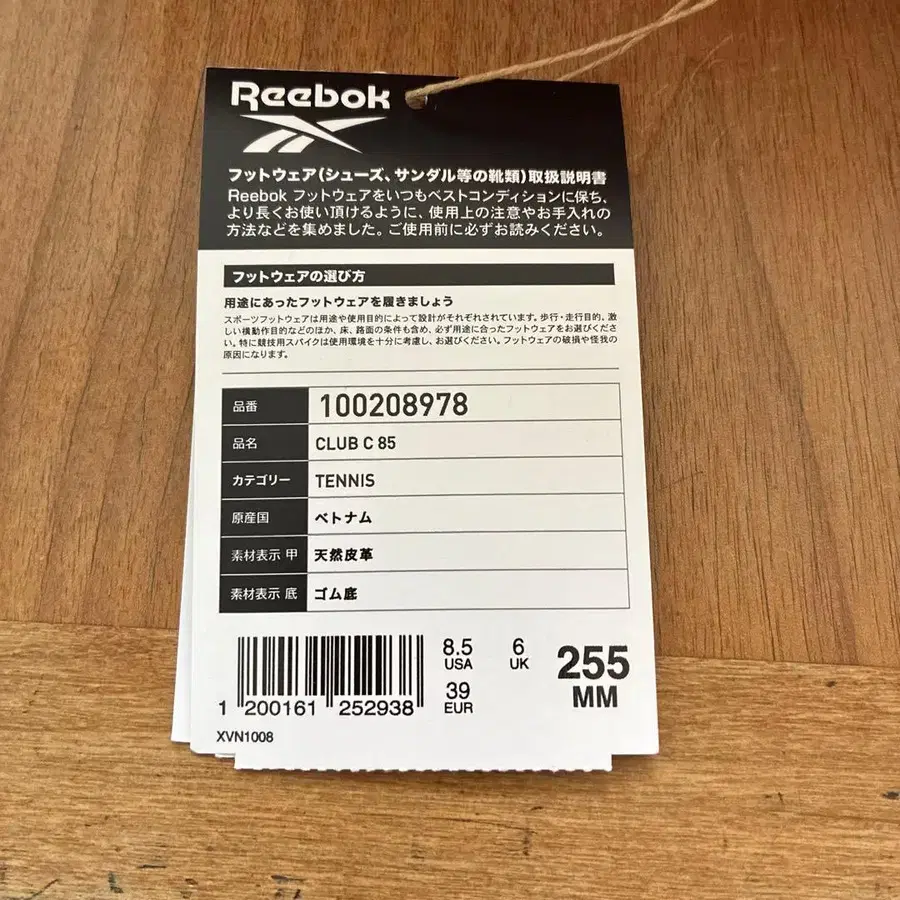 Reebok
フットウェア(シューズ、サンダル等の靴類)取扱説明書
Reebok フットウェアをいつもベストコンディションに保ち、
より長くお使い頂けるように、使用上の注意やお手入れの
方法などを集めました。ご使用前に必ずお読みください。
フットウェアの選び方
用途にあったフットウェアを履きましょう
スポーツフットウェアは用途や使用目的によって設計がそれぞれされています。歩行・走行目的、激
しい横動作目的などのほか、床、路面の条件も含め、必ず用途に合ったフットウェアをお選びくださ
い。特に競技用スパイクは使用環境を十分に考慮し、お選びください。フットウェアの破損や怪我の
原因になります。
品番 100208978
品名 CLUB C 85
カテゴリー TENNIS
原産国 ベトナム
素材表示 甲 天然皮革
素材表示 底 ゴム底
8.5 USA 6 UK 255 MM
39 EUR
1 200161 252938
XVN1008